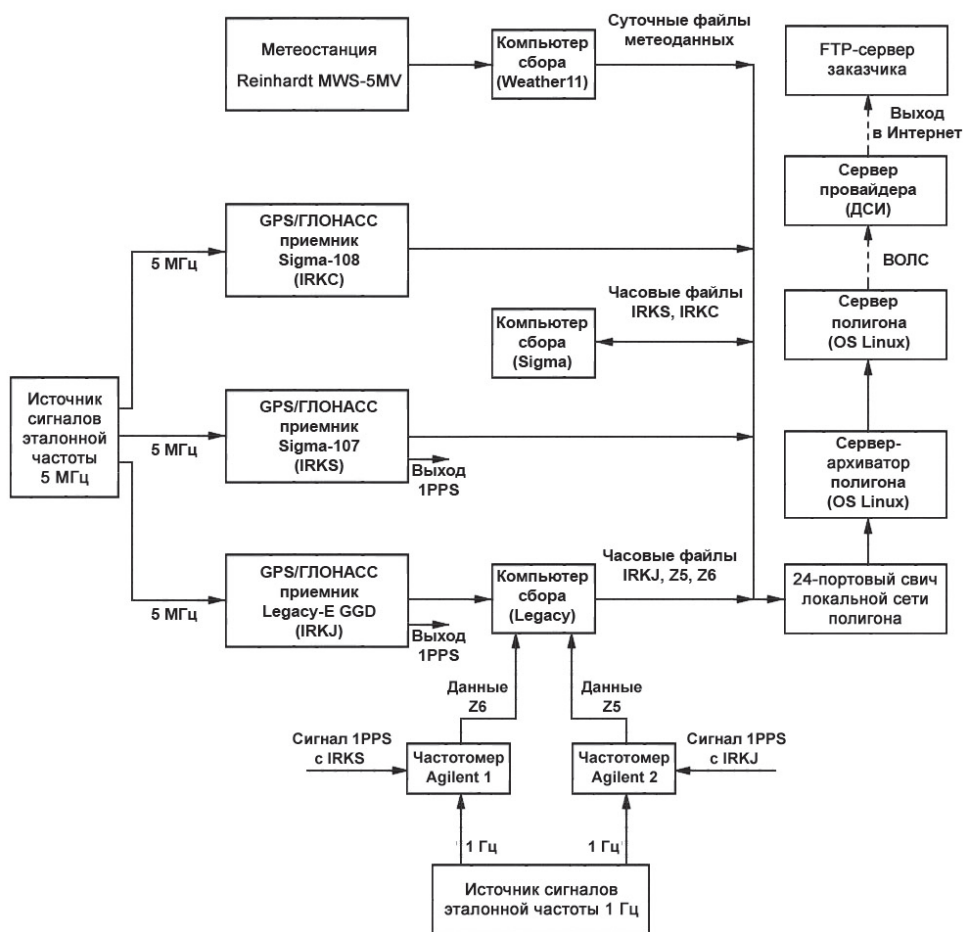 Метеостанция
Reinhardt MWS-5MV
Компьютер
сбора
(Weather11)
Суточные файлы
метеоданных
FTP-сервер
заказчика
Выход
в Интернет
Сервер
провайдера
(ДСИ)
ВОЛС
GPS/ГЛОНАСС
приемник
Sigma-108
(IRKC)
5 МГц
Часовые файлы
IRKS, IRKC
Компьютер
сбора
(Sigma)
Сервер
полигона
(OS Linux)
Источник
сигналов
эталонной
частоты
5 МГц
5 МГц
GPS/ГЛОНАСС
приемник
Sigma-107
(IRKS)
Выход
1PPS
Сервер-
архиватор
полигона
(OS Linux)
5 МГц
GPS/ГЛОНАСС
приемник
Legacy-E GGD
(IRKJ)
Выход
1PPS
Компьютер
сбора
(Legacy)
Часовые файлы
IRKJ, Z5, Z6
24-портовый свич
локальной сети
полигона
Данные
Z6
Данные
Z5
Сигнал 1PPS
с IRKS
Частотомер
Agilent 1
Частотомер
Agilent 2
Сигнал 1PPS
с IRKJ
1 Гц
1 Гц
Источник сигналов
эталонной частоты 1 Гц